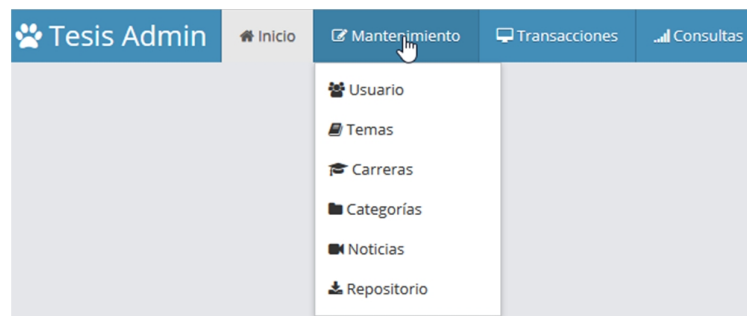 Tesis Admin Inicio Mantenimiento Transacciones Consultas
Usuario
Temas
Carreras
Categorías
Noticias
Repositorio